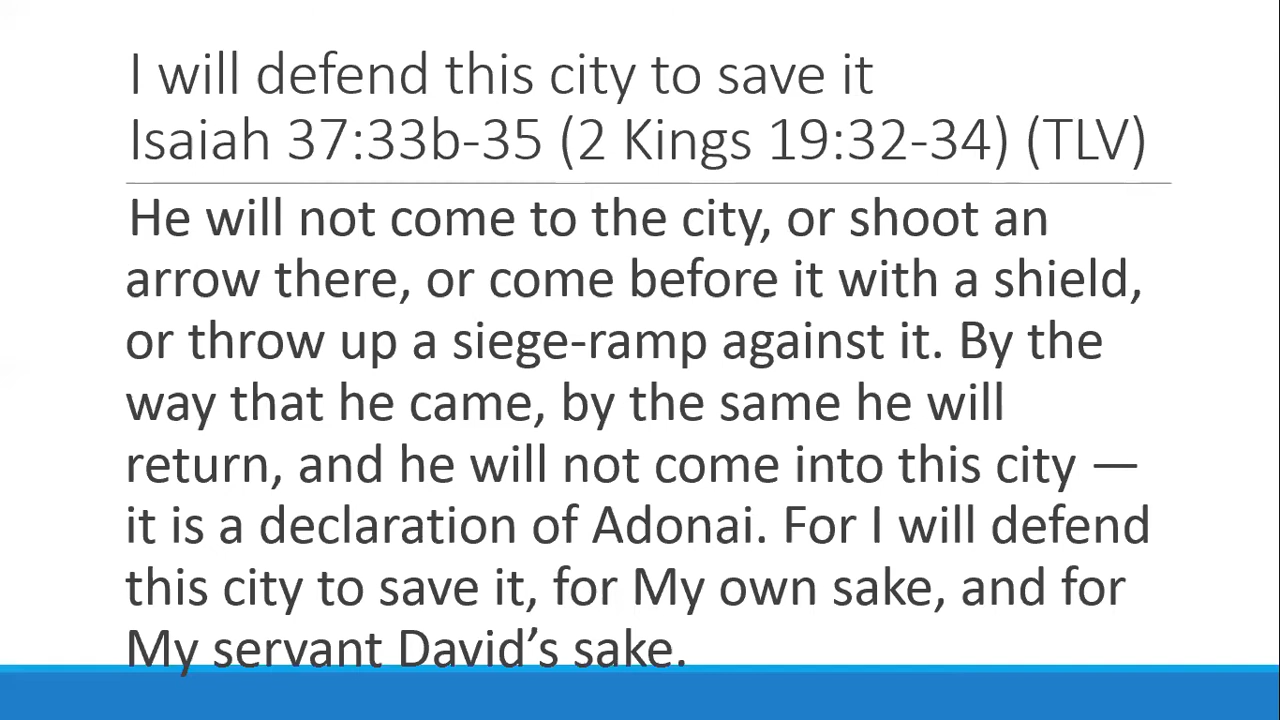 I will defend this city to save it
Isaiah 37:33b-35 (2 Kings 19:32-34) (TLV)
He will not come to the city, or shoot an
arrow there, or come before it with a shield,
or throw up a siege-ramp against it. By the
way that he came, by the same he will
return, and he will not come into this city —
it is a declaration of Adonai. For I will defend
this city to save it, for My own sake, and for
My servant David’s sake.